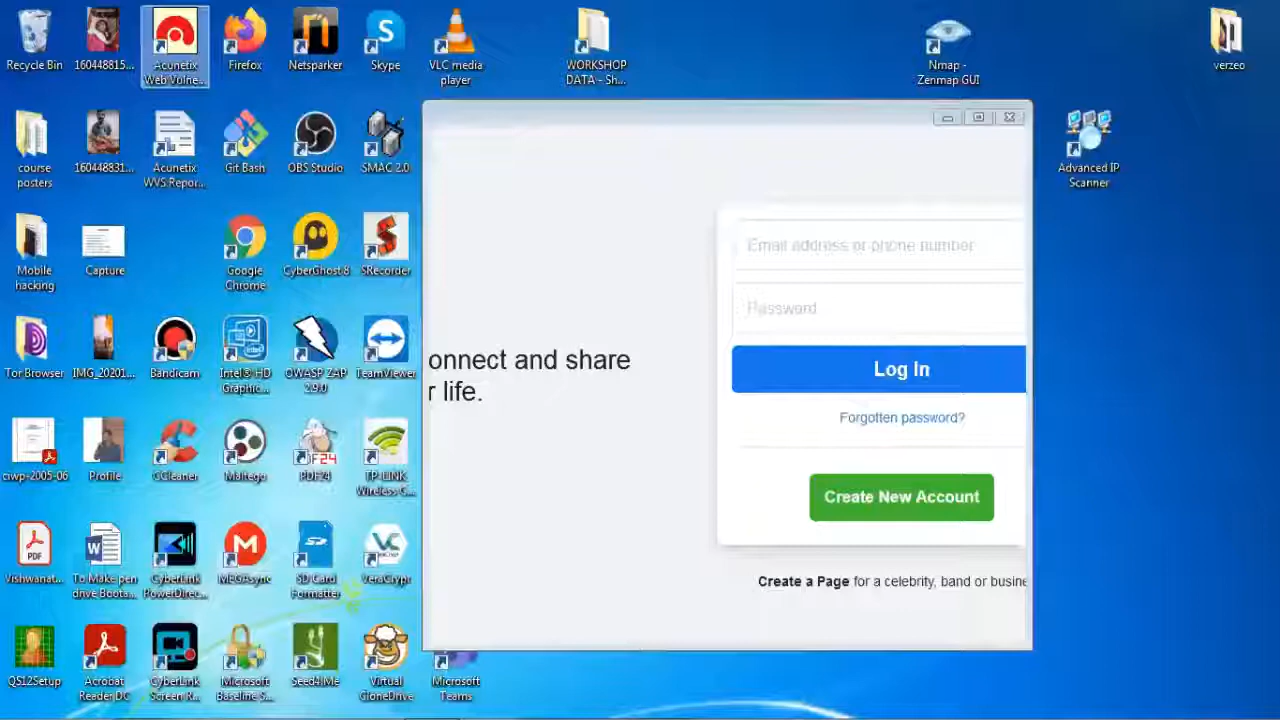 Recycle Bin
160448815...
Acunetix
Web Vulne...
Firefox
Netsparker
Skype
VLC media
player
WORKSHOP
DATA - Sh...
Nmap -
Zenmap GUI
verzeo
course
posters
160448831...
Acunetix
WVS Repor...
Git Bash
OBS Studio
SMAC 2.0
Advanced IP
Scanner
Mobile
hacking
Capture
Google
Chrome
CyberGhost 8
SRecorder
Email address or phone number
Password
Log In
Forgotten password?
Create New Account
Create a Page for a celebrity, band or busine
onnect and share
r life.
Tor Browser
IMG_20201...
Bandicam
Intel® HD
Graphic...
OWASP ZAP
2.9.0
TeamViewer
ciwp-2005-06
Profile
CCleaner
Maltego
PDF24
TP-LINK
Wireless C...
PDF
Vishwanat...
To Make pen
drive Boota...
CyberLink
PowerDirec...
MEGAsync
SD Card
Formatter
VeraCrypt
QS12Setup
Acrobat
Reader DC
CyberLink
Screen R...
Microsoft
Baseline S...
Seed4.Me
Virtual
CloneDrive
Microsoft
Teams